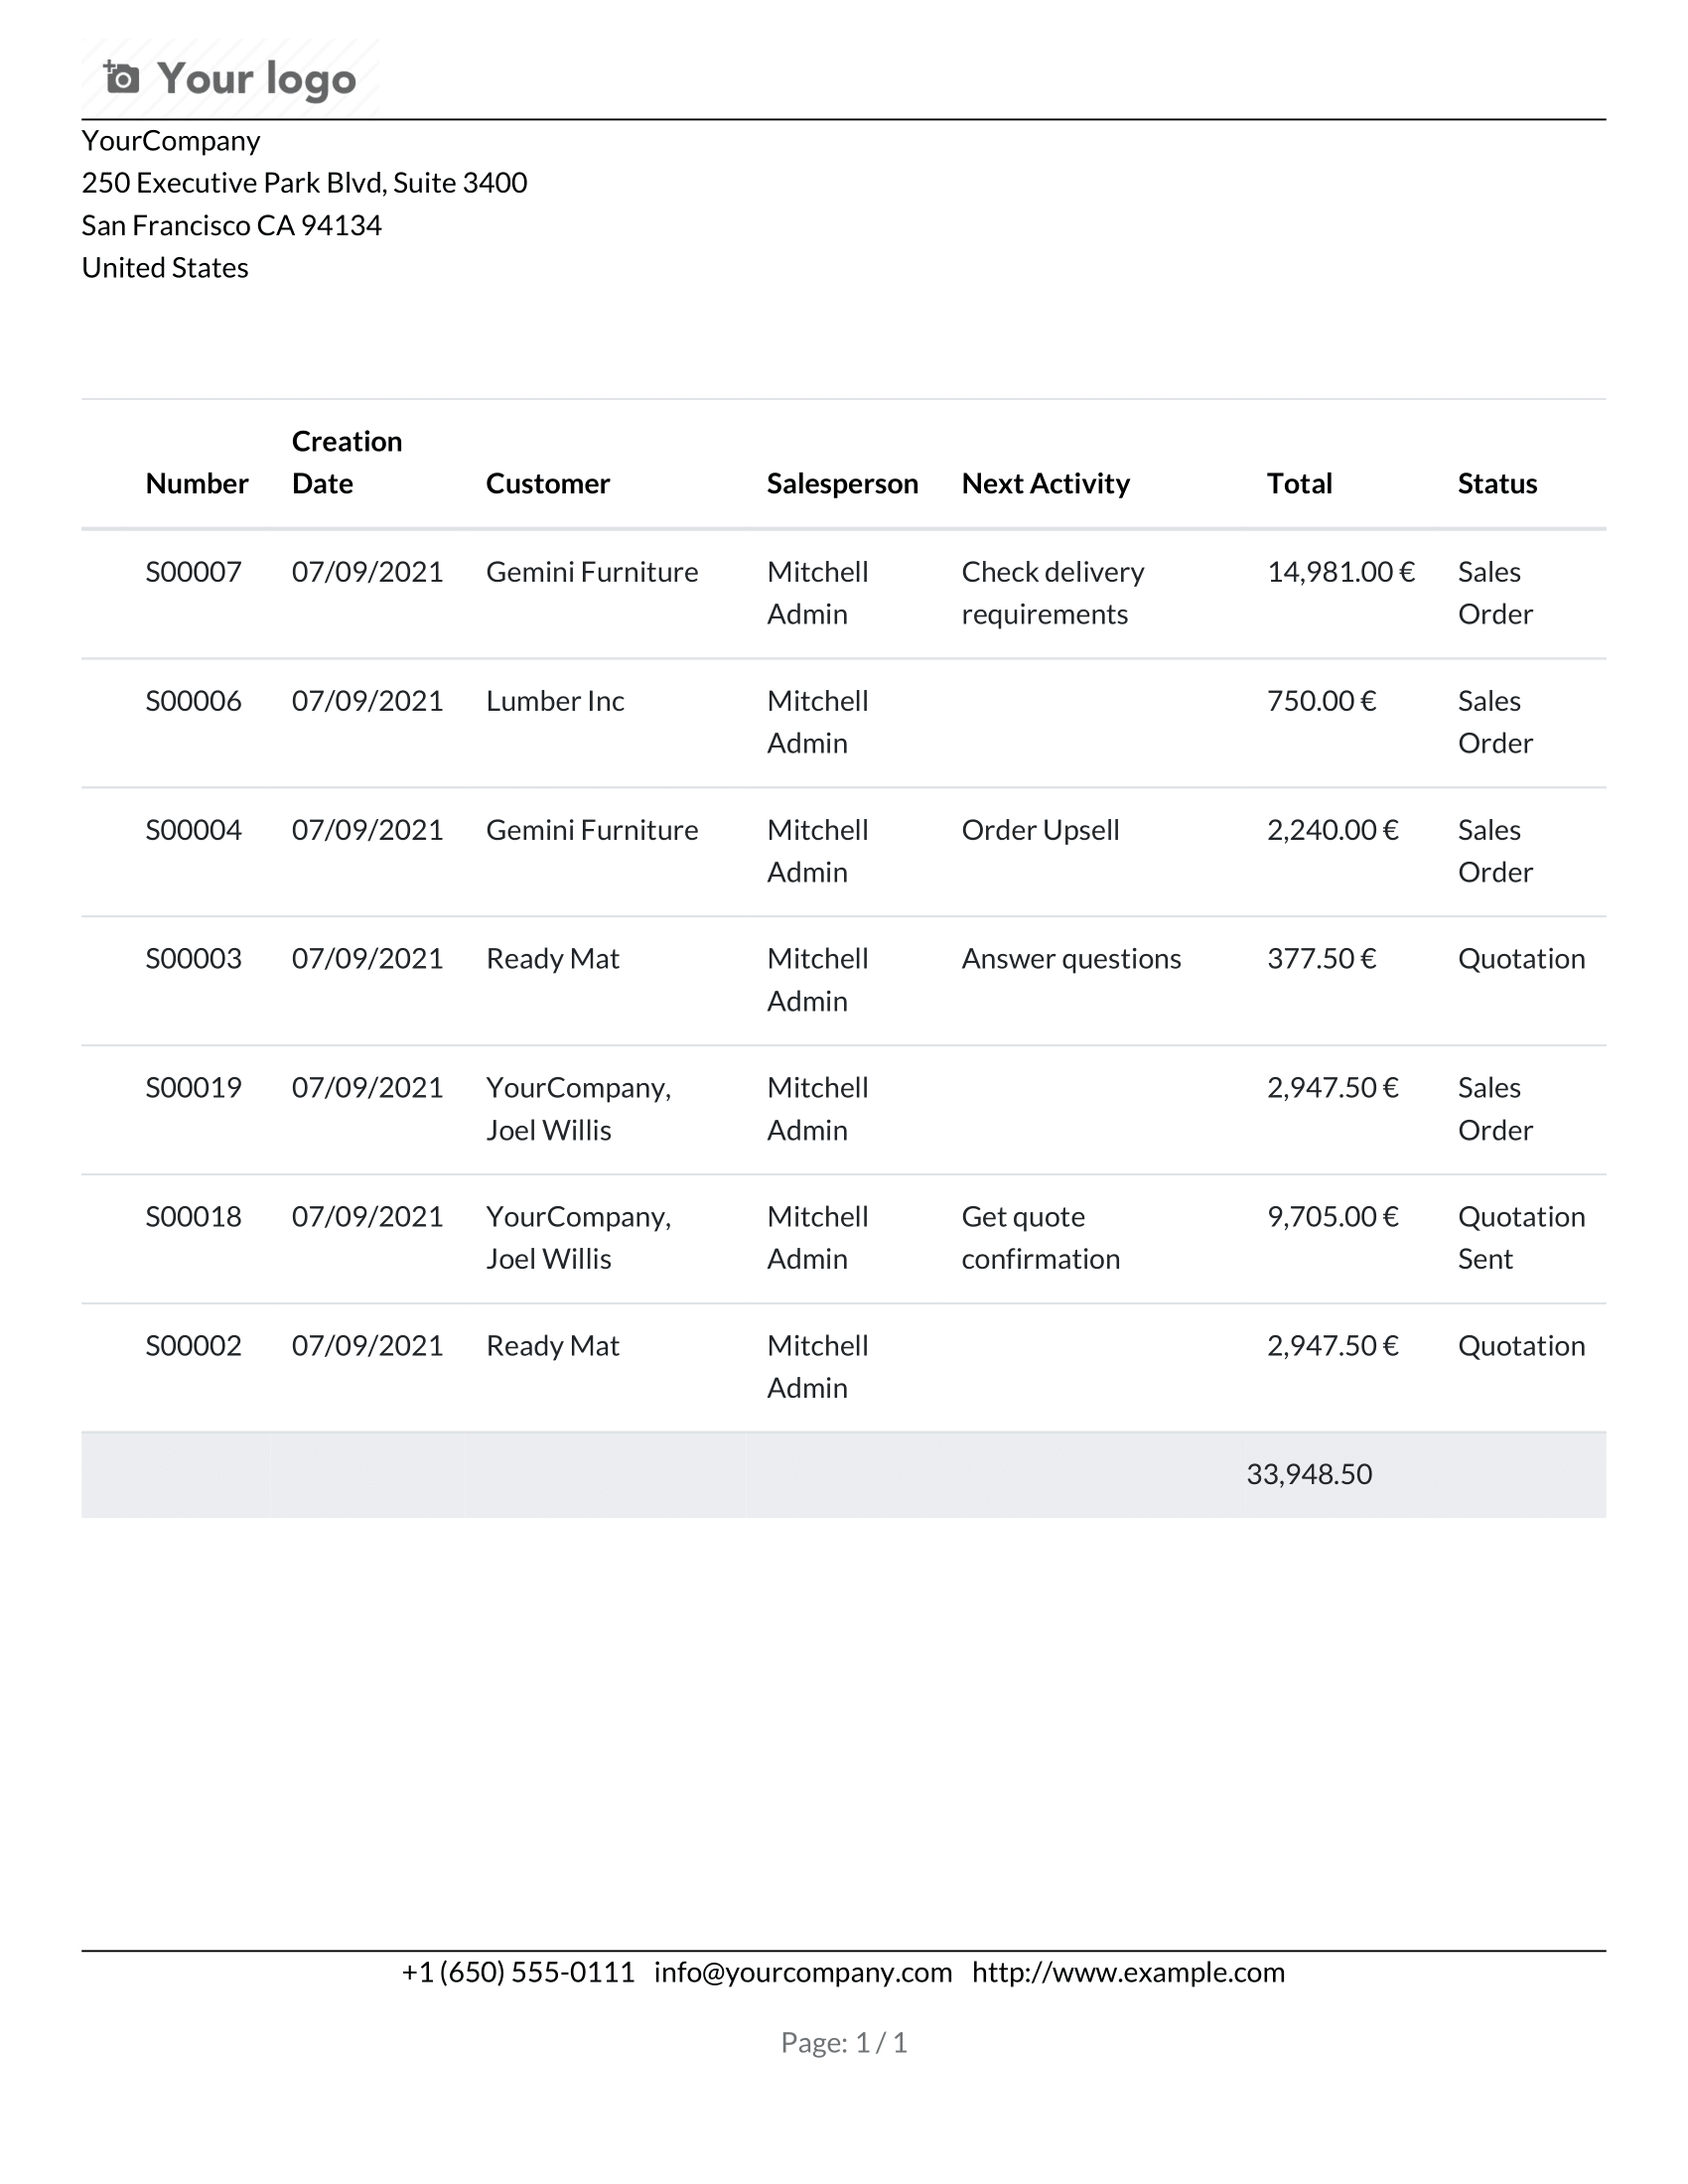 Your logo
YourCompany
250 Executive Park Blvd, Suite 3400
San Francisco CA 94134
United States
Creation
Number Date Customer Salesperson Next Activity Total Status
S00007 07/09/2021 Gemini Furniture Mitchell Check delivery 14,981.00 € Sales
Admin requirements Order
S00006 07/09/2021 Lumber Inc Mitchell 750.00 € Sales
Admin Order
S00004 07/09/2021 Gemini Furniture Mitchell Order Upsell 2,240.00 € Sales
Admin Order
S00003 07/09/2021 Ready Mat Mitchell Answer questions 377.50 € Quotation
Admin
S00019 07/09/2021 YourCompany, Mitchell 2,947.50 € Sales
Joel Willis Admin Order
S00018 07/09/2021 YourCompany, Mitchell Get quote 9,705.00 € Quotation
Joel Willis Admin confirmation Sent
S00002 07/09/2021 Ready Mat Mitchell 2,947.50 € Quotation
Admin
33,948.50
+1 (650) 555-0111 info@yourcompany.com http://www.example.com
Page: 1 / 1